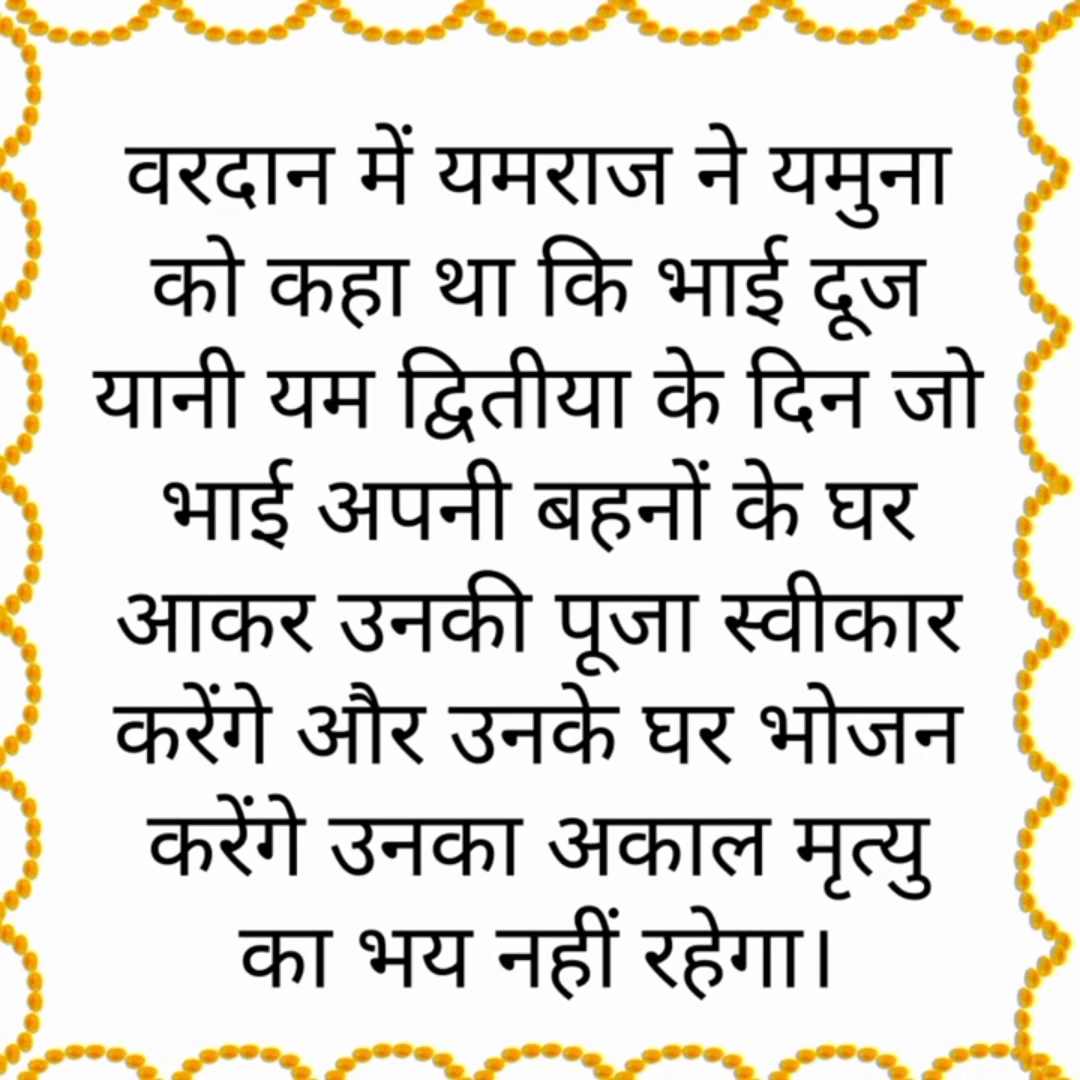 वरदान में यमराज ने यमुना
को कहा था कि भाई दूज
यानी यम द्वितीया के दिन जो
भाई अपनी बहनों के घर
आकर उनकी पूजा स्वीकार
करेंगे और उनके घर भोजन
करेंगे उनका अकाल मृत्यु
का भय नहीं रहेगा।